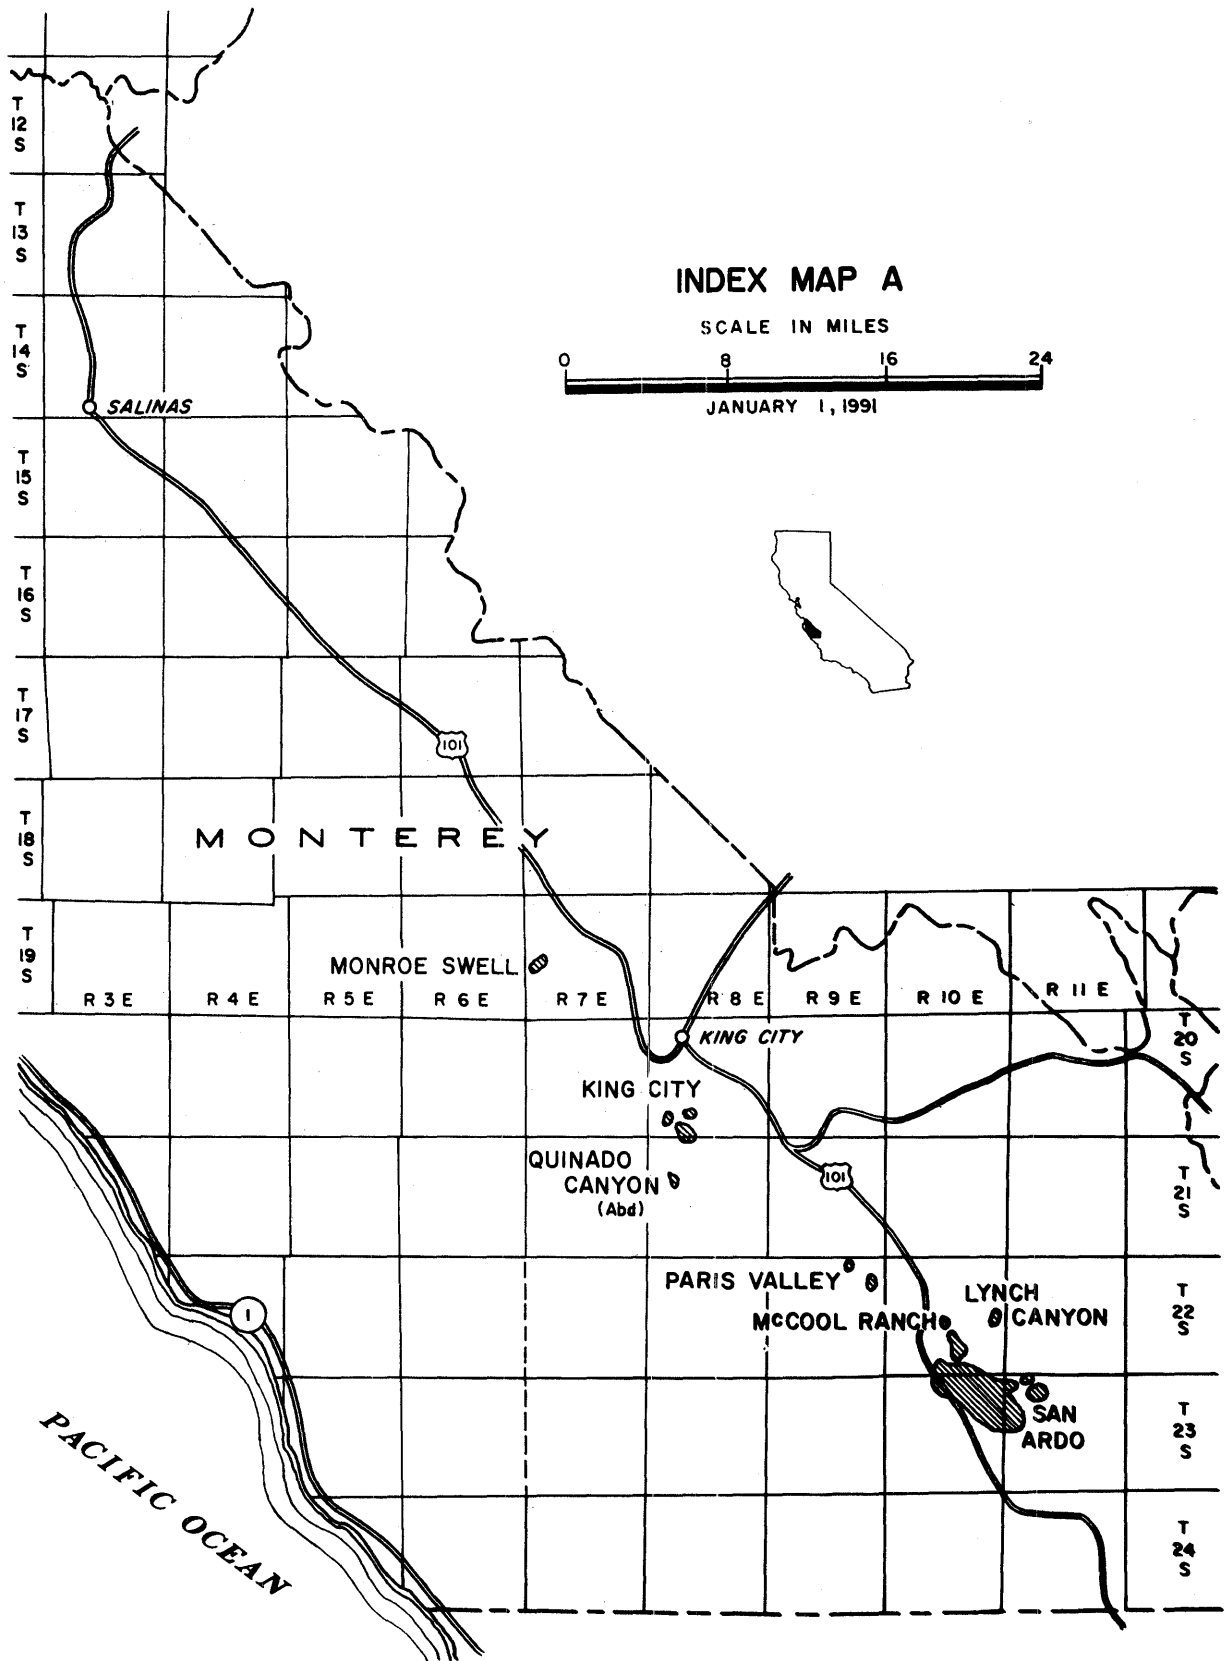 T
12
S
T
13
S
INDEX MAP A
SCALE IN MILES
0 8 16 24
JANUARY 1, 1991
T
14
S
SALINAS
T
15
S
T
16
S
T
17
S
101
T
18
S
MONTEREY
T
19
S
MONROE SWELL
R 3 E R 4 E R 5 E R 6 E R 7 E R 8 E R 9 E R 10 E R 11 E
T
20
S
KING CITY
KING CITY
QUINADO
CANYON
(Abd)
101
T
21
S
PARIS VALLEY
LYNCH
CANYON
McCOOL RANCH
T
22
S
1
SAN
ARDO
T
23
S
PACIFIC OCEAN
T
24
S